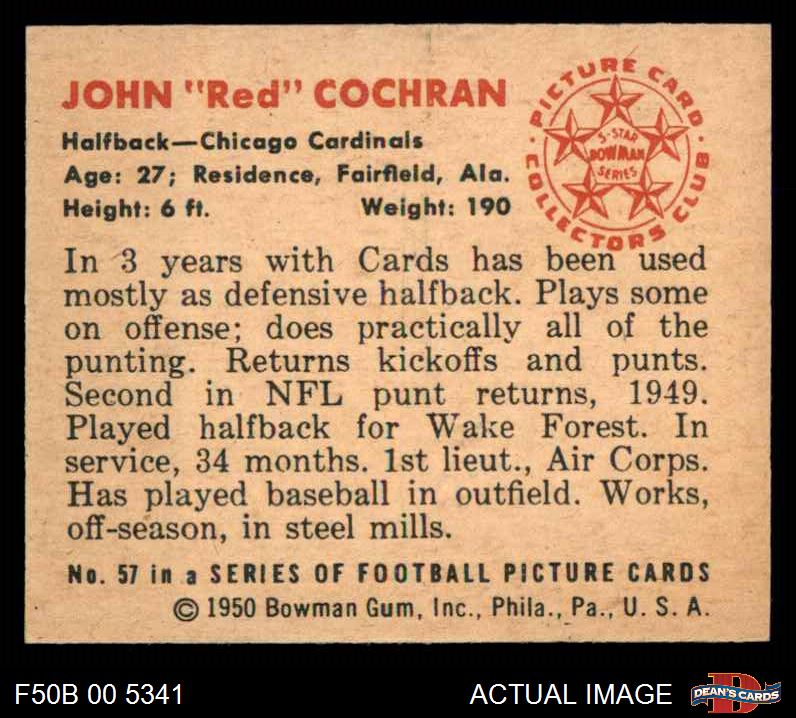 JOHN "Red" COCHRAN
Halfback—Chicago Cardinals
Age: 27; Residence, Fairfield, Ala.
Height: 6 ft. Weight: 190
PICTURE CARD
COLLECTORS CLUB
5-STAR
BOWMAN
SERIES
In 3 years with Cards has been used
mostly as defensive halfback. Plays some
on offense; does practically all of the
punting. Returns kickoffs and punts.
Second in NFL punt returns, 1949.
Played halfback for Wake Forest. In
service, 34 months. 1st lieut., Air Corps.
Has played baseball in outfield. Works,
off-season, in steel mills.
No. 57 in a SERIES OF FOOTBALL PICTURE CARDS
© 1950 Bowman Gum, Inc., Phila., Pa., U. S. A.
F50B 00 5341 ACTUAL IMAGE
DEAN'S CARDS